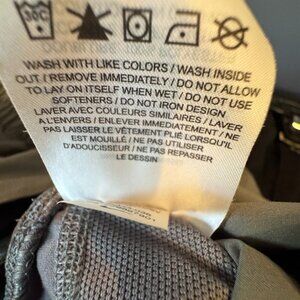 30C
WASH WITH LIKE COLORS / WASH INSIDE
OUT / REMOVE IMMEDIATELY / DO NOT ALLOW
TO LAY ON ITSELF WHEN WET / DO NOT USE
SOFTENERS / DO NOT IRON DESIGN
LAVER AVEC COULEURS SIMILAIRES / LAVER
À L'ENVERS / ENLEVER IMMÉDIATEMENT / NE
PAS LAISSER LE VÊTEMENT PLIÉ LORSQU'IL
EST MOUILLÉ / NE PAS UTILISER
D'ADOUCISSEUR / NE PAS REPASSER
LE DESSIN